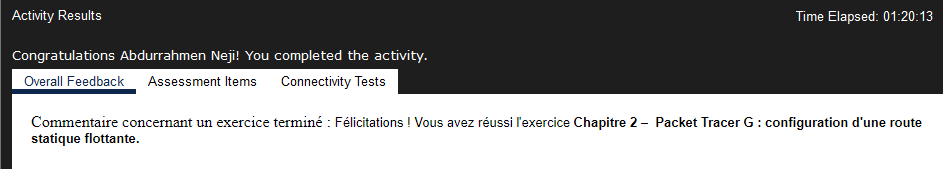 Activity Results
Time Elapsed: 01:20:13
Congratulations Abdurrahmen Neji! You completed the activity.
Overall Feedback Assessment Items Connectivity Tests
Commentaire concernant un exercice terminé : Félicitations ! Vous avez réussi l'exercice Chapitre 2 – Packet Tracer G : configuration d'une route
statique flottante.